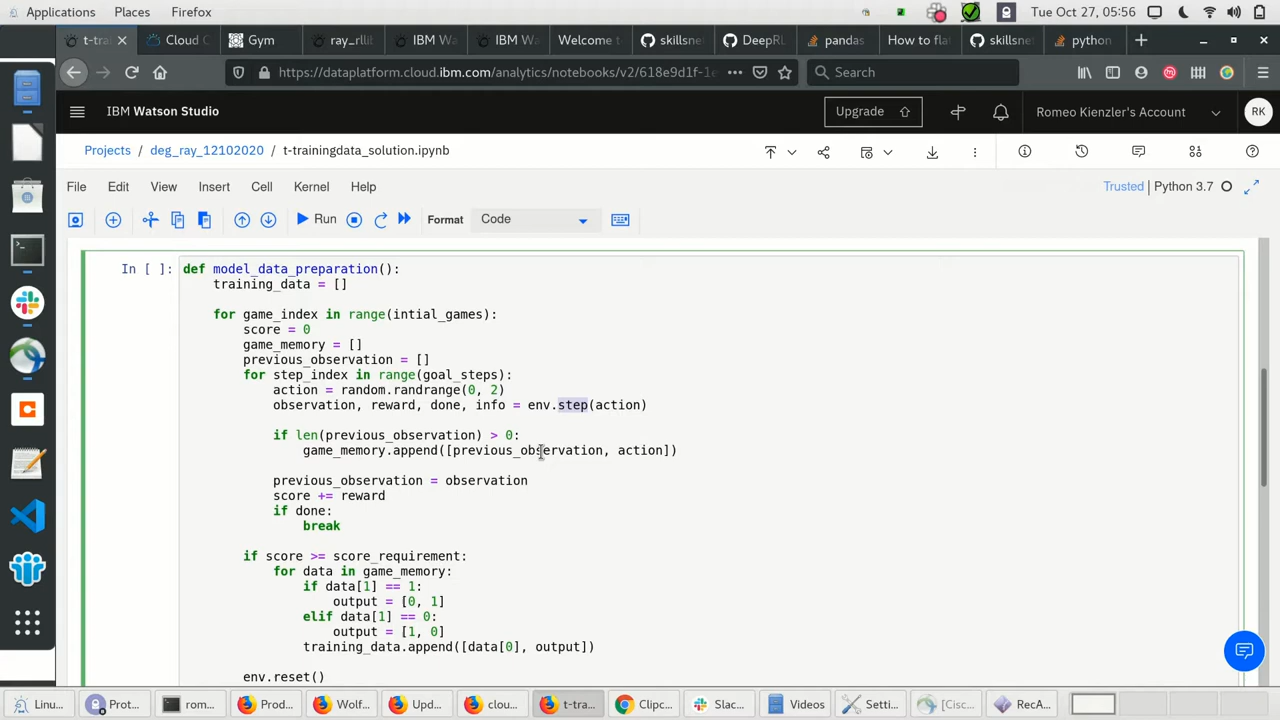 Applications Places Firefox Tue Oct 27, 05:56
t-tra Cloud C Gym ray_rllit IBM Wa IBM Wa Welcome t skillsne DeepRL pandas How to fla skillsne python
https://dataplatform.cloud.ibm.com/analytics/notebooks/v2/618e9d1f-1e Search
IBM Watson Studio Upgrade Romeo Kienzler's Account RK
Projects / deg_ray_12102020 / t-trainingdata_solution.ipynb
File Edit View Insert Cell Kernel Help Trusted Python 3.7
Run Format Code
In [ ]: def model_data_preparation():
training_data = []
for game_index in range(intial_games):
score = 0
game_memory = []
previous_observation = []
for step_index in range(goal_steps):
action = random.randrange(0, 2)
observation, reward, done, info = env.step(action)
if len(previous_observation) > 0:
game_memory.append([previous_observation, action])
previous_observation = observation
score += reward
if done:
break
if score >= score_requirement:
for data in game_memory:
if data[1] == 1:
output = [0, 1]
elif data[1] == 0:
output = [1, 0]
training_data.append([data[0], output])
env.reset()
Linu... Prot... rom... Prod... Wolf... Upd... clou... t-tra... Clipc... Slac... Videos Setti... [Cisc... RecA...